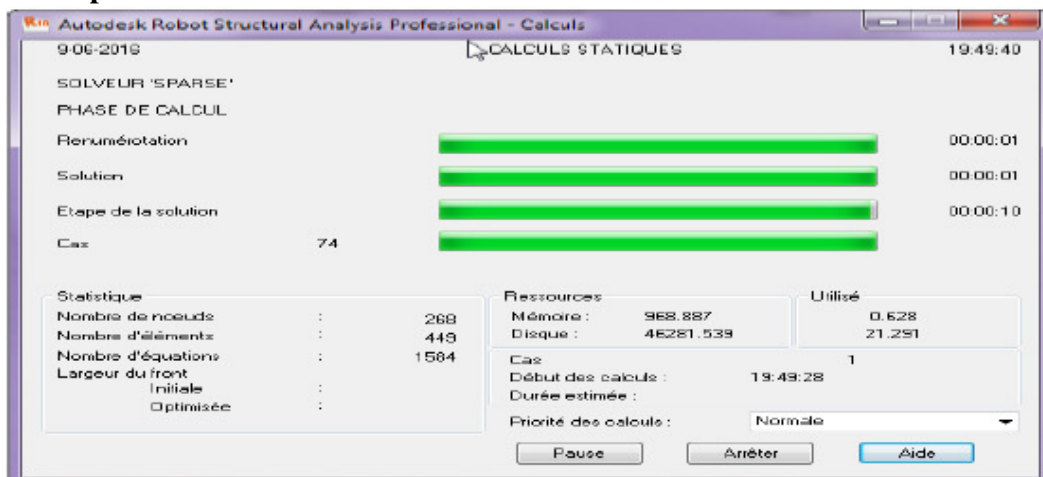 Autodesk Robot Structural Analysis Professional - Calculs
9-06-2016 CALCULS STATIQUES 19:49:40
SOLVEUR 'SPARSE'
PHASE DE CALCUL
Renumérotation 00:00:01
Solution 00:00:01
Etape de la solution 00:00:10
Cas 74
Statistique
Nombre de noeuds : 268
Nombre d'éléments : 449
Nombre d'équations : 1584
Largeur du front
Initiale :
Optimisée :
Ressources Utilisé
Mémoire : 968.887 0.628
Disque : 46281.539 21.291
Cas 1
Début des calculs : 19:49:28
Durée estimée :
Priorité des calculs : Normale
Pause Arrêter Aide